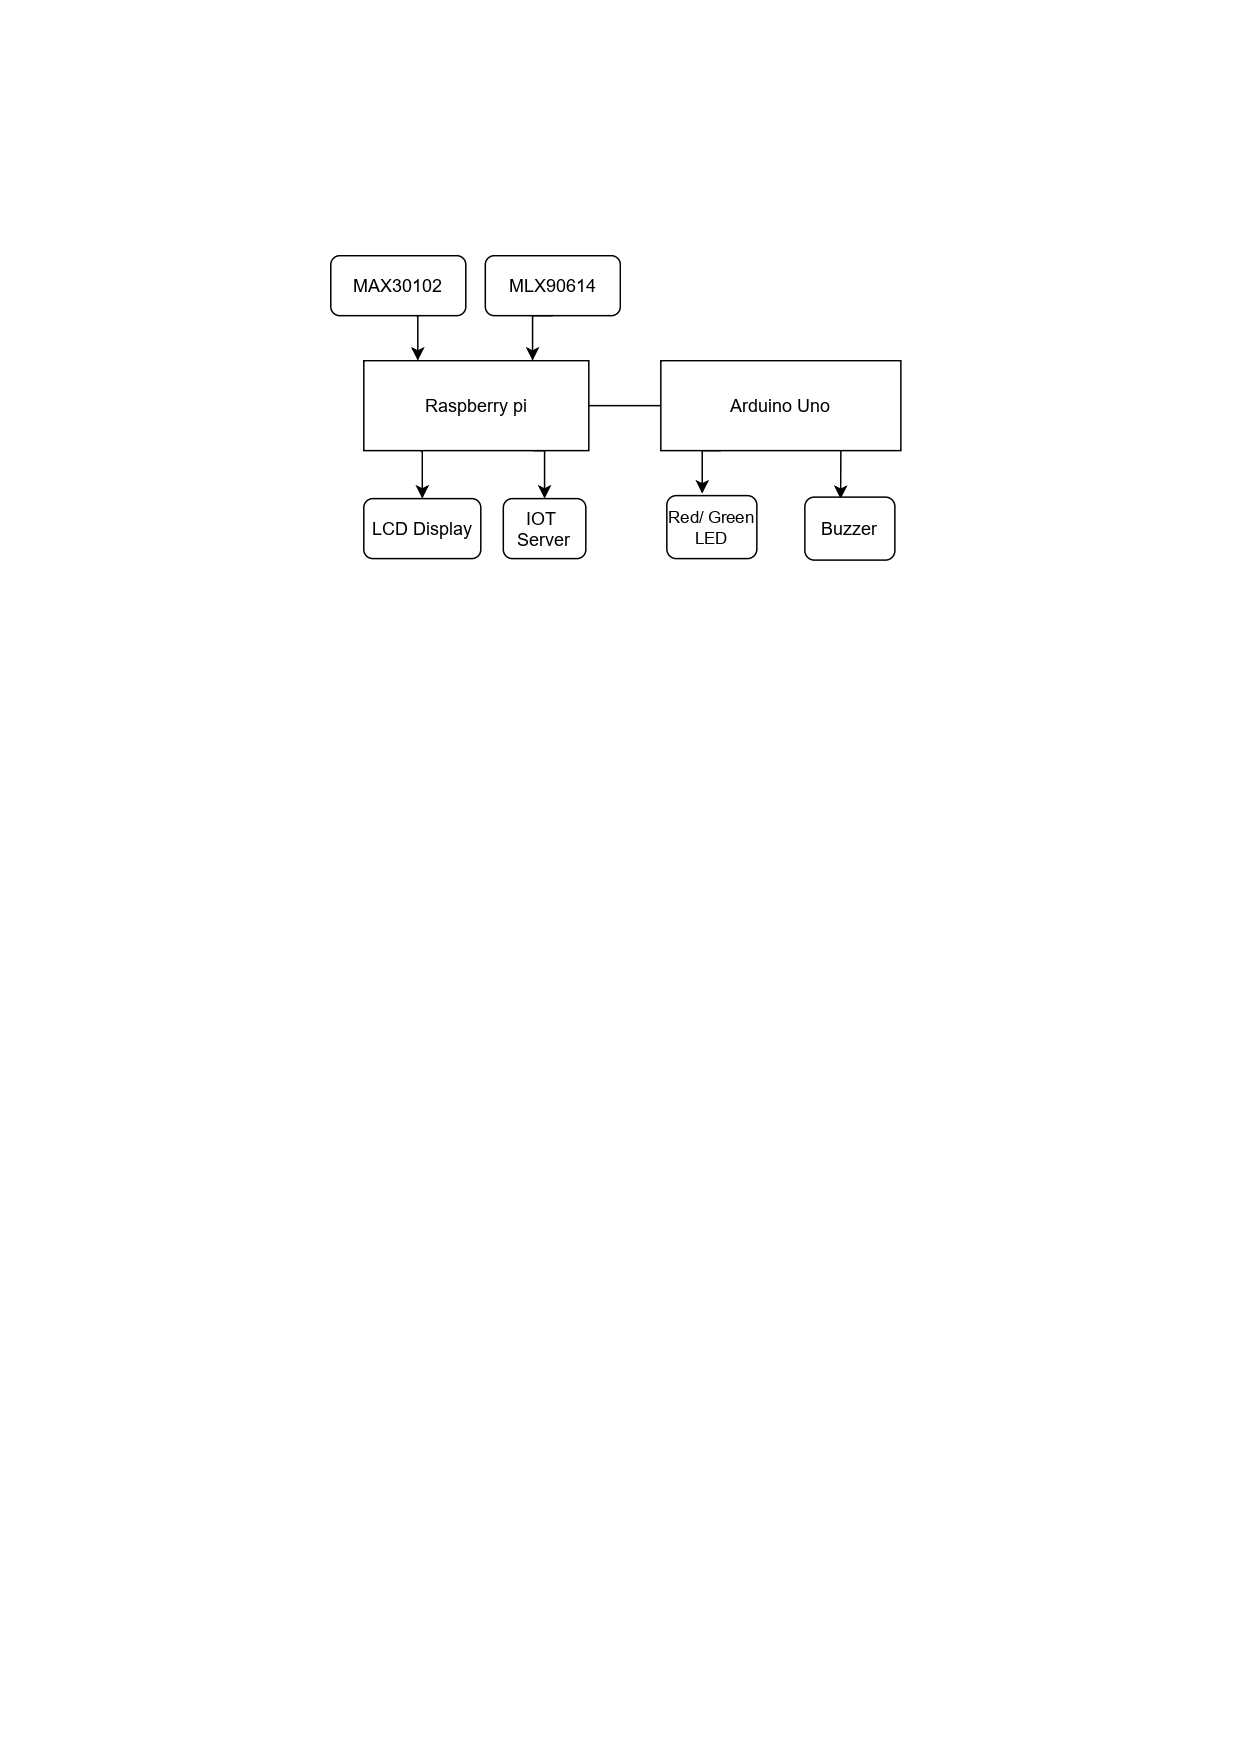 MAX30102
MLX90614
Raspberry pi
Arduino Uno
LCD Display
IOT
Server
Red/ Green
LED
Buzzer